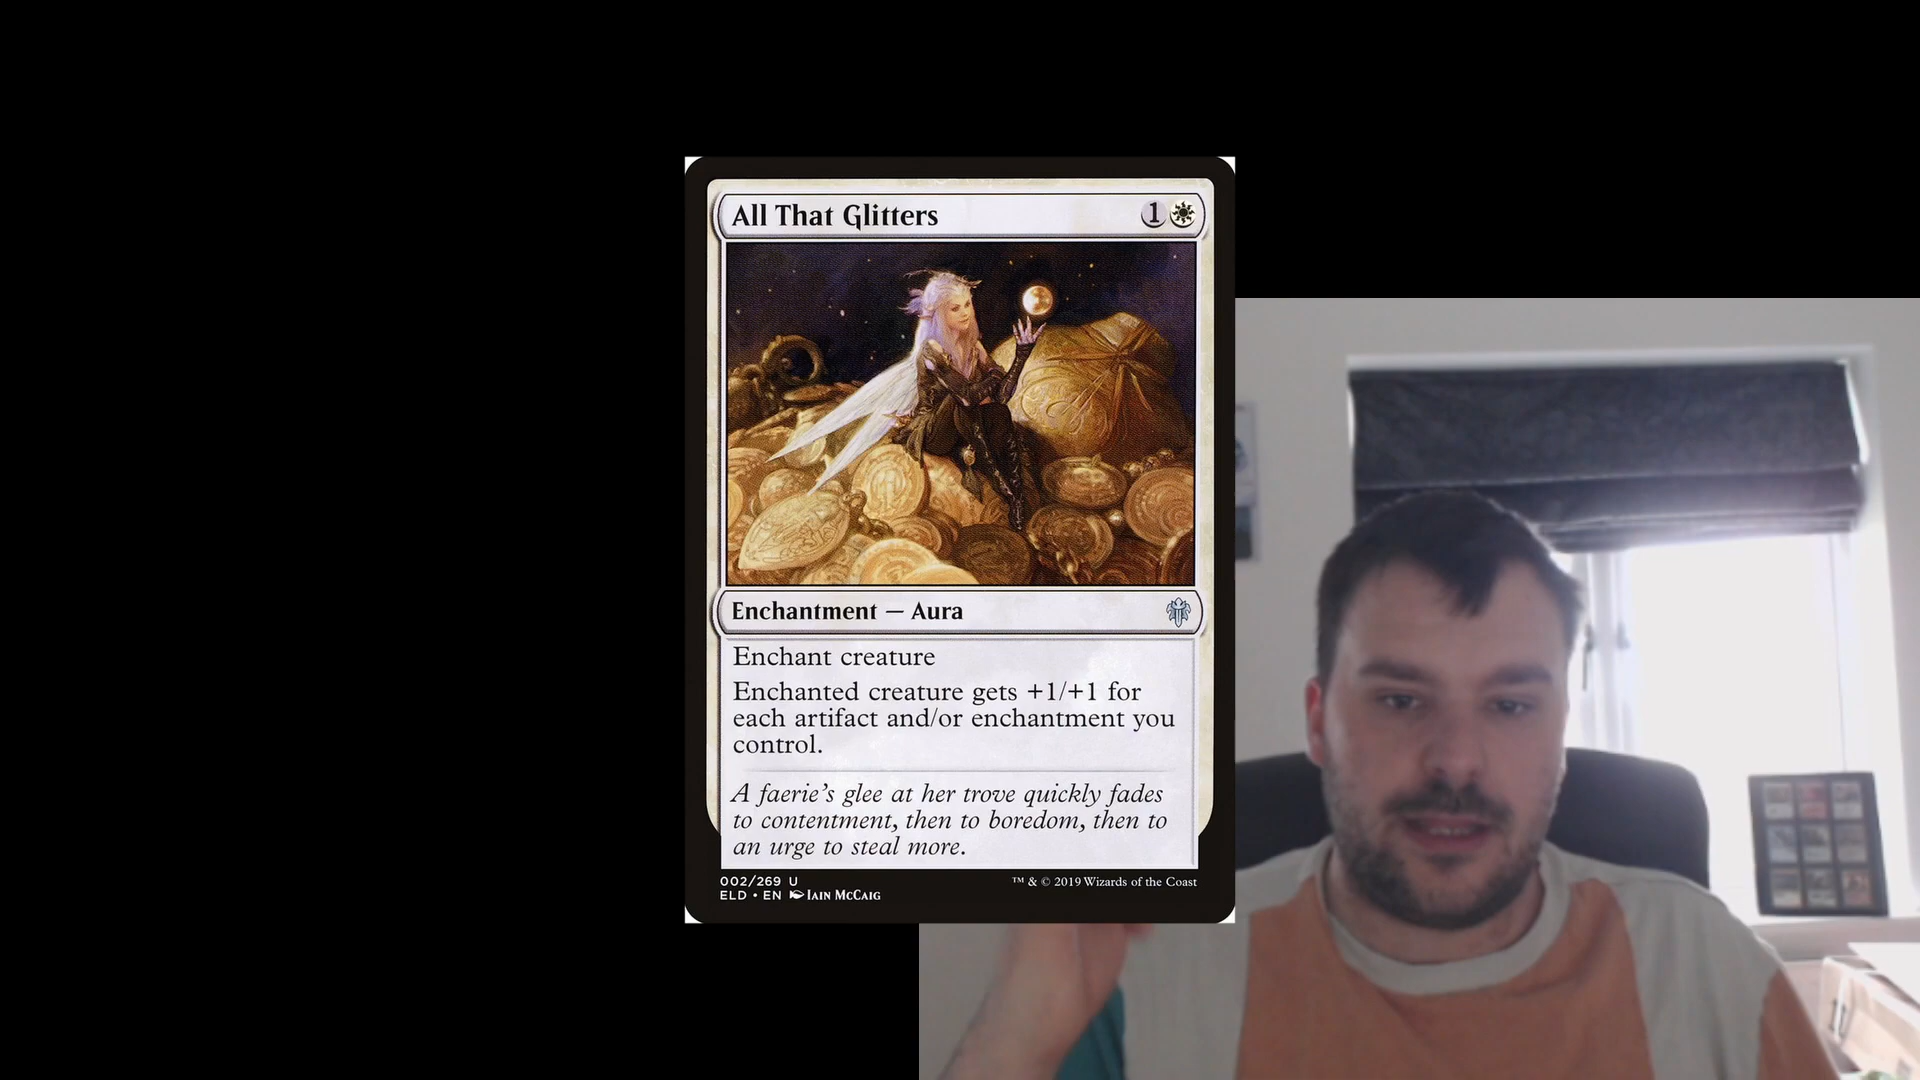 All That Glitters 1
Enchantment — Aura
Enchant creature
Enchanted creature gets +1/+1 for
each artifact and/or enchantment you
control.
A faerie's glee at her trove quickly fades
to contentment, then to boredom, then to
an urge to steal more.
002/269 U
ELD • EN Iain McCaig
™ & © 2019 Wizards of the Coast